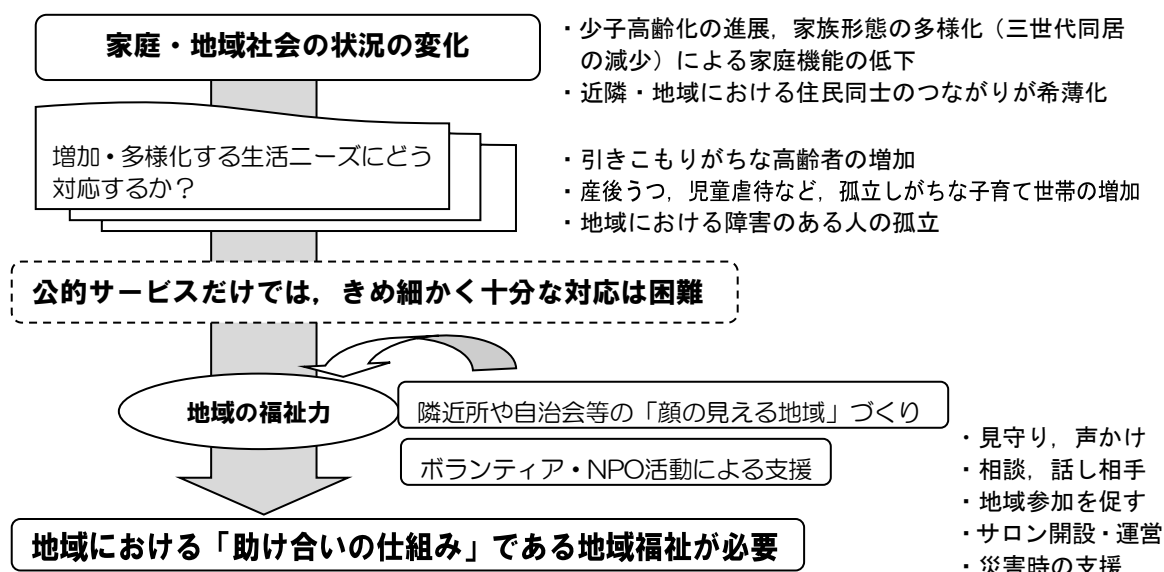 家庭・地域社会の状況の変化
・少子高齢化の進展，家族形態の多様化（三世代同居
の減少）による家庭機能の低下
・近隣・地域における住民同士のつながりが希薄化
増加・多様化する生活ニーズにどう
対応するか？
・引きこもりがちな高齢者の増加
・産後うつ，児童虐待など，孤立しがちな子育て世帯の増加
・地域における障害のある人の孤立
公的サービスだけでは，きめ細かく十分な対応は困難
地域の福祉力
隣近所や自治会等の「顔の見える地域」づくり
ボランティア・NPO活動による支援
・見守り，声かけ
・相談，話し相手
・地域参加を促す
・サロン開設・運営
・災害時の支援
地域における「助け合いの仕組み」である地域福祉が必要